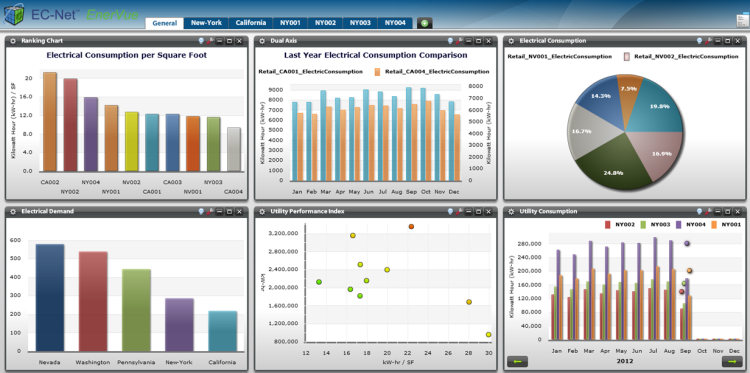 EC-Net™
General New-York California NY001 NY002 NY003 NY004
Ranking Chart
Electrical Consumption per Square Foot
Kilowatt Hour (kW-hr) / SF
20.0
16.0
12.0
8.0
4.0
0.0
CA002 NY004 NV002 CA003 NY003
NY002 NY001 CA001 NV001 CA004
Dual Axis
Last Year Electrical Consumption Comparison
Retail_CA001_ElectricConsumption Retail_CA004_ElectricConsumption
Kilowatt Hour (kW-hr)
9000
8000
7000
6000
5000
4000
3000
2000
1000
0
8000
7000
6000
5000
4000
3000
2000
1000
0
Kilowatt Hour (kW-hr)
Jan Feb Mar Apr May Jun Jul Aug Sep Oct Nov Dec
Electrical Consumption
Retail_NV001_ElectricConsumption Retail_NV002_ElectricConsumption
7.5%
14.3%
19.8%
16.7%
16.9%
24.8%
Electrical Demand
600
500
400
300
200
100
0
Nevada Washington Pennsylvania New-York California
Utility Performance Index
3,200,000
2,800,000
2,400,000
2,000,000
1,600,000
1,200,000
800,000
12 14 16 18 20 22 24 26 28 30
kW-hr / SF
Utility Consumption
NY002 NY003 NY004 NY001
Kilowatt Hour (kW-hr)
280,000
240,000
200,000
160,000
120,000
80,000
40,000
0
Jan Feb Mar Apr May Jun Jul Aug Sep Oct Nov Dec
2012